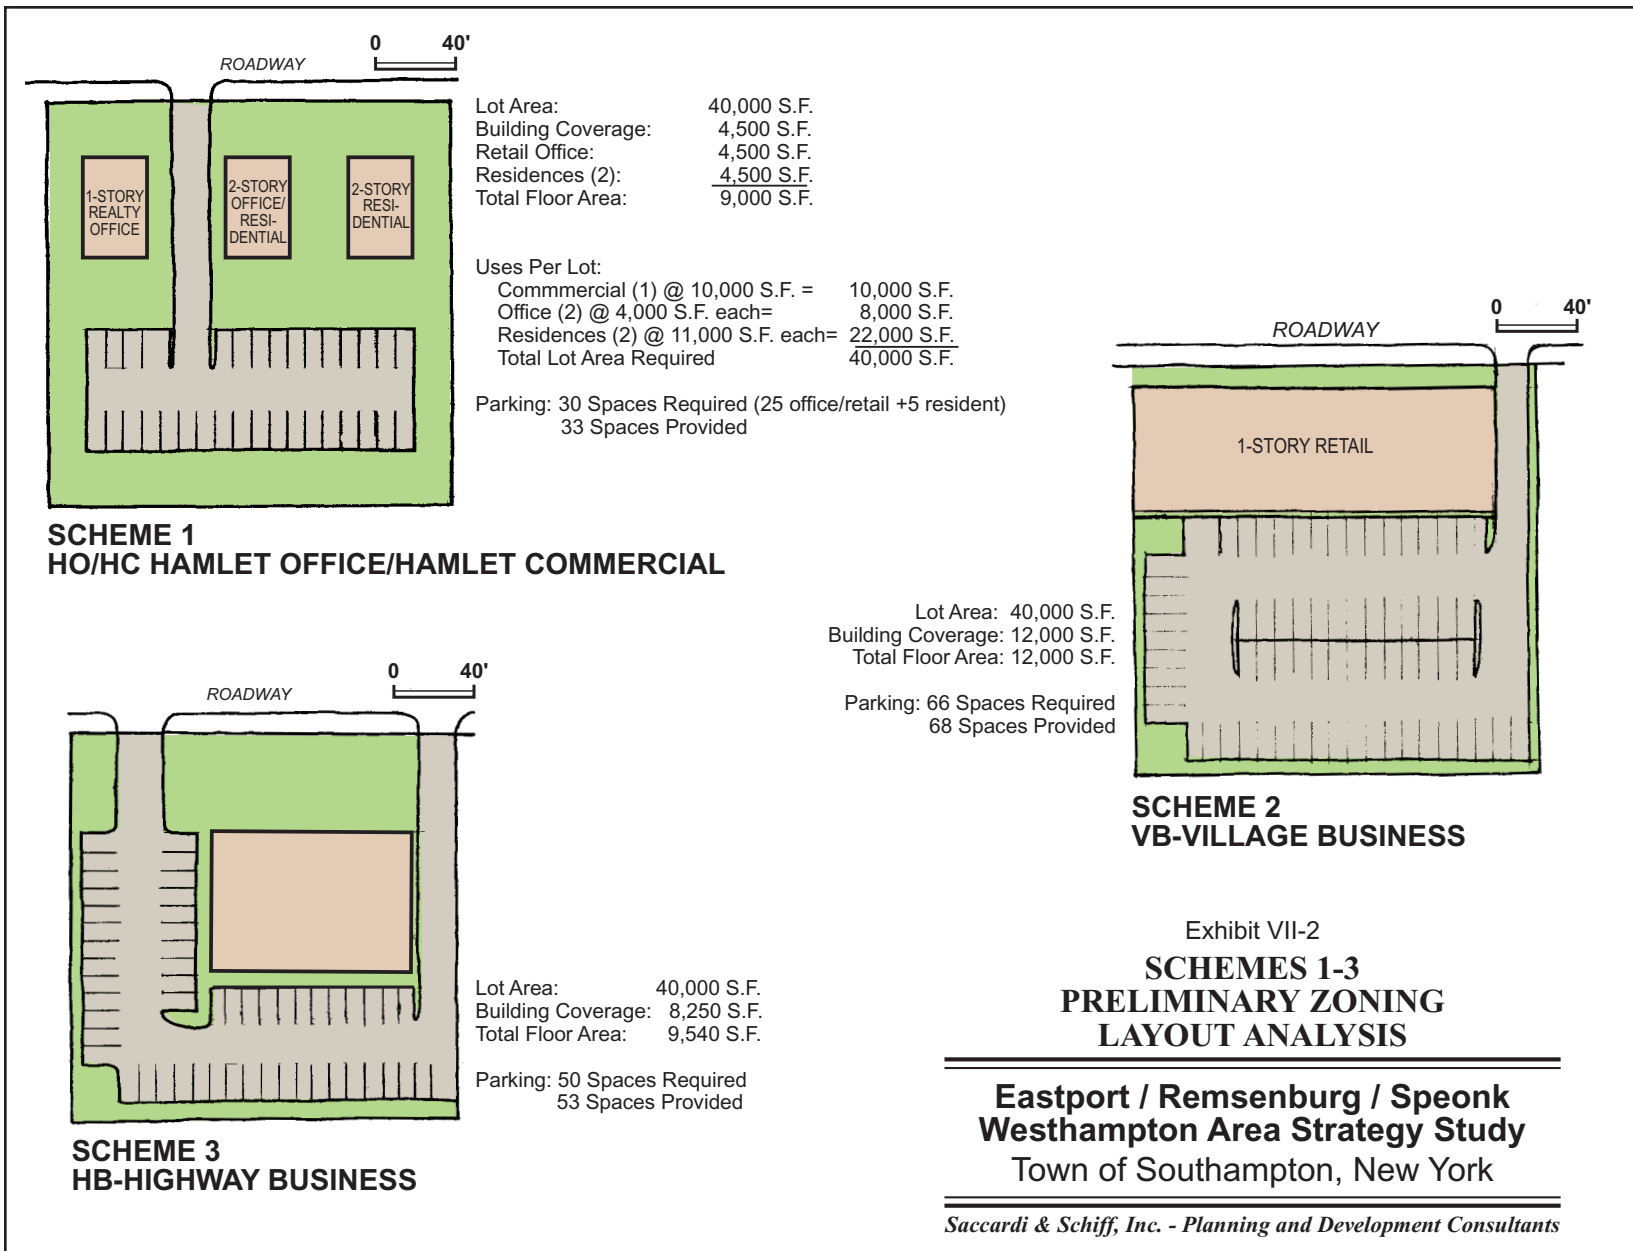 0 40'
ROADWAY
1-STORY
REALTY
OFFICE
2-STORY
OFFICE/
RESI-
DENTIAL
2-STORY
RESI-
DENTIAL
Lot Area: 40,000 S.F.
Building Coverage: 4,500 S.F.
Retail Office: 4,500 S.F.
Residences (2): 4,500 S.F.
Total Floor Area: 9,000 S.F.
Uses Per Lot:
Commmercial (1) @ 10,000 S.F. = 10,000 S.F.
Office (2) @ 4,000 S.F. each= 8,000 S.F.
Residences (2) @ 11,000 S.F. each= 22,000 S.F.
Total Lot Area Required 40,000 S.F.
Parking: 30 Spaces Required (25 office/retail +5 resident)
33 Spaces Provided
SCHEME 1
HO/HC HAMLET OFFICE/HAMLET COMMERCIAL
0 40'
ROADWAY
1-STORY RETAIL
Lot Area: 40,000 S.F.
Building Coverage: 12,000 S.F.
Total Floor Area: 12,000 S.F.
Parking: 66 Spaces Required
68 Spaces Provided
SCHEME 2
VB-VILLAGE BUSINESS
0 40'
ROADWAY
Lot Area: 40,000 S.F.
Building Coverage: 8,250 S.F.
Total Floor Area: 9,540 S.F.
Parking: 50 Spaces Required
53 Spaces Provided
SCHEME 3
HB-HIGHWAY BUSINESS
Exhibit VII-2
SCHEMES 1-3
PRELIMINARY ZONING
LAYOUT ANALYSIS
Eastport / Remsenburg / Speonk
Westhampton Area Strategy Study
Town of Southampton, New York
Saccardi & Schiff, Inc. - Planning and Development Consultants